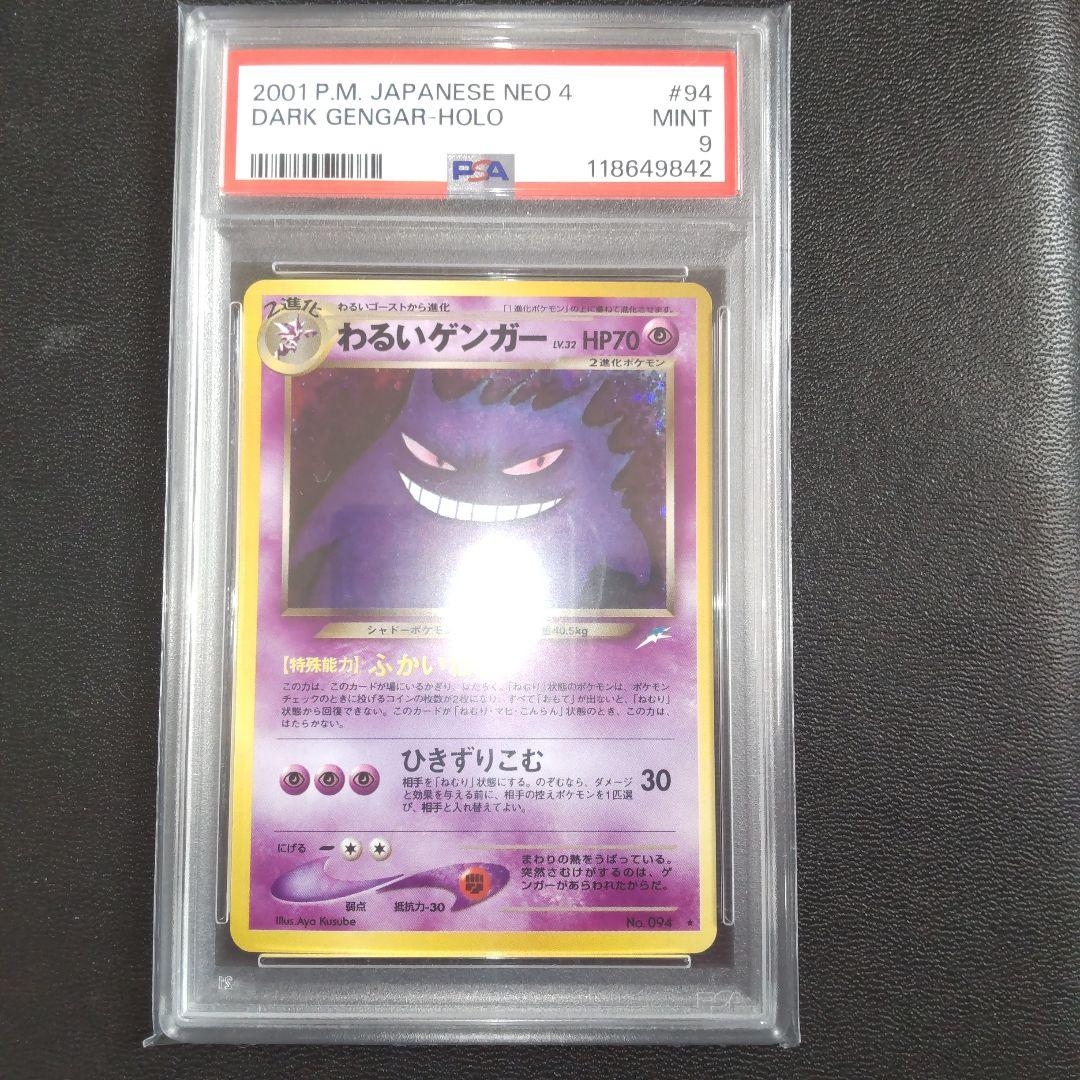 2001 P.M. JAPANESE NEO 4 #94
DARK GENGAR-HOLO MINT
9
PSA 118649842
2進化
わるいゴーストから進化 「1進化ポケモン」の上に重ねて進化させます。
わるいゲンガー LV.32 HP70
2進化ポケモン
シャドーポケモ 40.5kg
【特殊能力】ふかい
この力は、このカードが場にいるかぎり、はたらく。「ねむり」状態のポケモンは、ポケモン
チェックのときに投げるコインの枚数が2枚になり、すべて「おもて」が出ないと、「ねむり」
状態から回復できない。このカードが「ねむり・マヒ・こんらん」状態のとき、この力は、
はたらかない。
ひきずりこむ
相手を「ねむり」状態にする。のぞむなら、ダメージ
と効果を与える前に、相手の控えポケモンを1匹選
び、相手と入れ替えてよい。
30
にげる
弱点 抵抗力-30
まわりの熱をうばっている。
突然さむけがするのは、ゲ
ンガーがあらわれたからだ。
Illus. Aya Kusube No. 094 ★
PSA